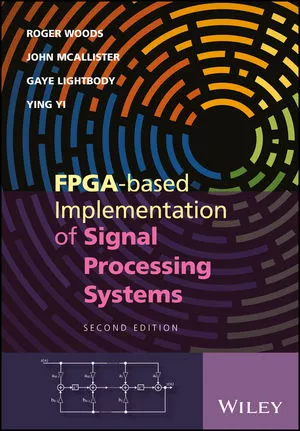 ROGER WOODS
JOHN MCALLISTER
GAYE LIGHTBODY
YING YI
FPGA-based
Implementation
of Signal
Processing
Systems
SECOND EDITION
WILEY